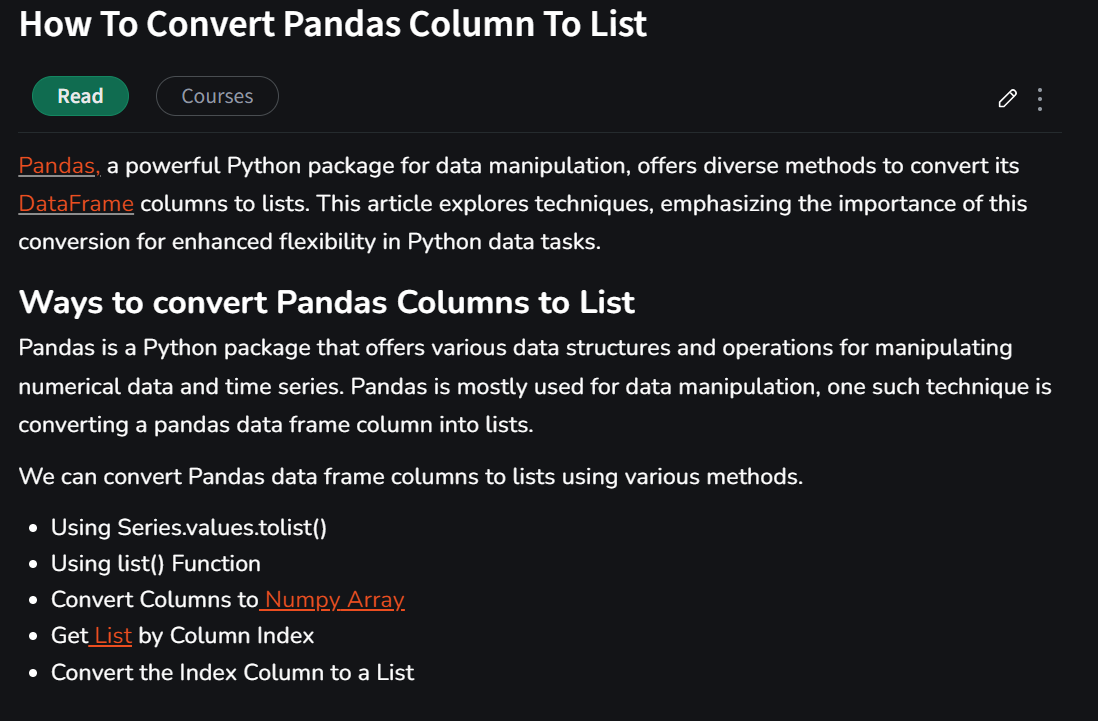 How To Convert Pandas Column To List
Read
Courses
Pandas, a powerful Python package for data manipulation, offers diverse methods to convert its
DataFrame columns to lists. This article explores techniques, emphasizing the importance of this
conversion for enhanced flexibility in Python data tasks.
Ways to convert Pandas Columns to List
Pandas is a Python package that offers various data structures and operations for manipulating
numerical data and time series. Pandas is mostly used for data manipulation, one such technique is
converting a pandas data frame column into lists.
We can convert Pandas data frame columns to lists using various methods.
• Using Series.values.tolist()
• Using list() Function
• Convert Columns to Numpy Array
• Get List by Column Index
• Convert the Index Column to a List